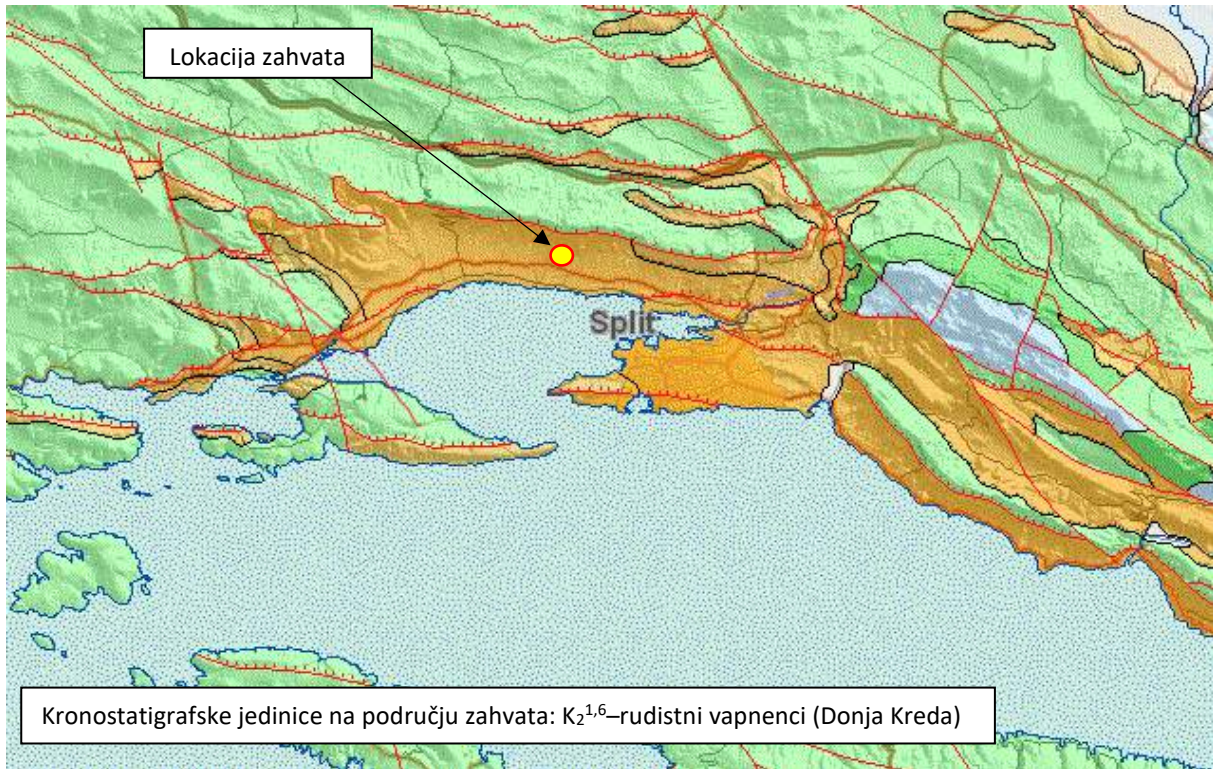 Lokacija zahvata
Split
Kronostatigrafske jedinice na području zahvata: K₂¹,⁶–rudistni vapnenci (Donja Kreda)